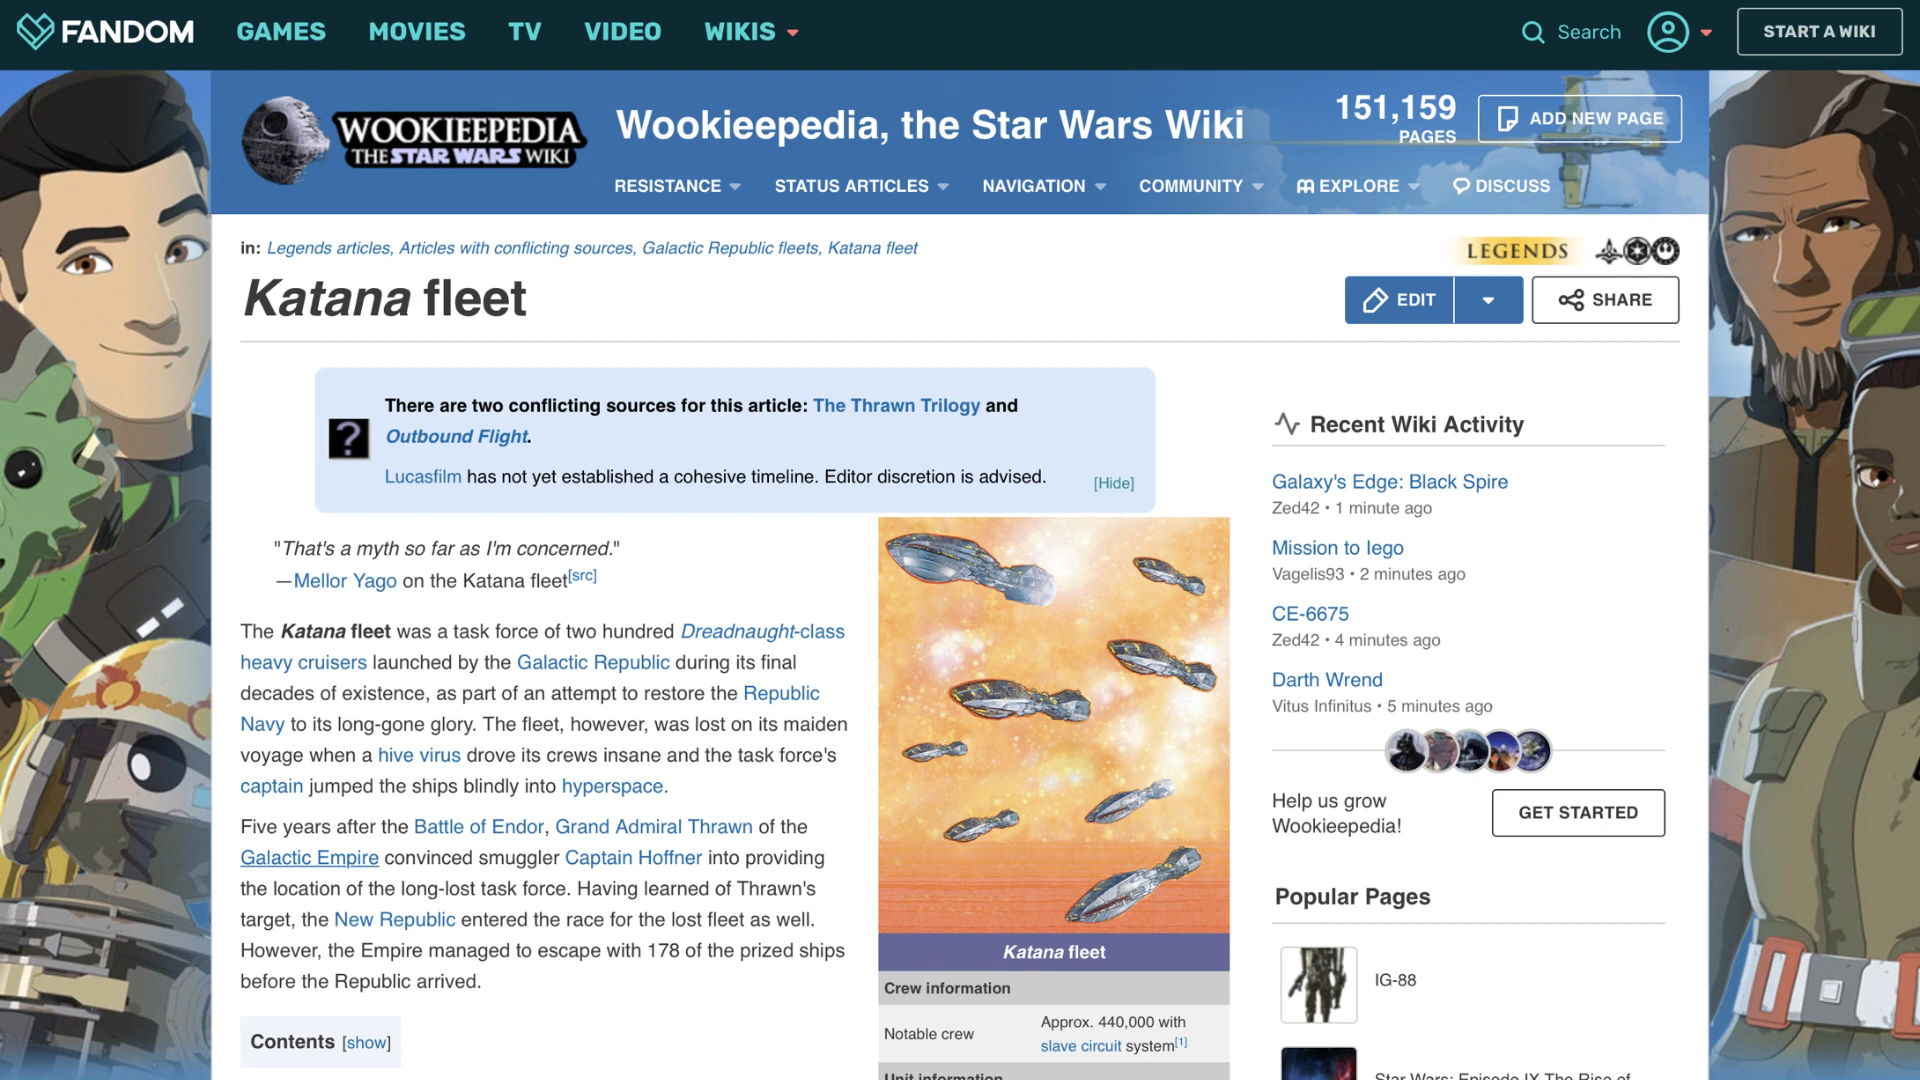 FANDOM GAMES MOVIES TV VIDEO WIKIS Search START A WIKI
WOOKIEEPEDIA
THE STAR WARS WIKI
Wookieepedia, the Star Wars Wiki
151,159
PAGES
ADD NEW PAGE
RESISTANCE STATUS ARTICLES NAVIGATION COMMUNITY EXPLORE DISCUSS
in: Legends articles, Articles with conflicting sources, Galactic Republic fleets, Katana fleet
LEGENDS
Katana fleet
EDIT
SHARE
There are two conflicting sources for this article: The Thrawn Trilogy and
Outbound Flight.
?
Lucasfilm has not yet established a cohesive timeline. Editor discretion is advised.
[Hide]
"That's a myth so far as I'm concerned."
—Mellor Yago on the Katana fleet[src]
The Katana fleet was a task force of two hundred Dreadnaught-class
heavy cruisers launched by the Galactic Republic during its final
decades of existence, as part of an attempt to restore the Republic
Navy to its long-gone glory. The fleet, however, was lost on its maiden
voyage when a hive virus drove its crews insane and the task force's
captain jumped the ships blindly into hyperspace.
Five years after the Battle of Endor, Grand Admiral Thrawn of the
Galactic Empire convinced smuggler Captain Hoffner into providing
the location of the long-lost task force. Having learned of Thrawn's
target, the New Republic entered the race for the lost fleet as well.
However, the Empire managed to escape with 178 of the prized ships
before the Republic arrived.
Contents [show]
Katana fleet
Crew information
Notable crew
Approx. 440,000 with
slave circuit system[1]
Unit information
Recent Wiki Activity
Galaxy's Edge: Black Spire
Zed42 • 1 minute ago
Mission to Iego
Vagelis93 • 2 minutes ago
CE-6675
Zed42 • 4 minutes ago
Darth Wrend
Vitus Infinitus • 5 minutes ago
Help us grow
Wookieepedia!
GET STARTED
Popular Pages
IG-88
Star Wars: Episode IX The Rise of